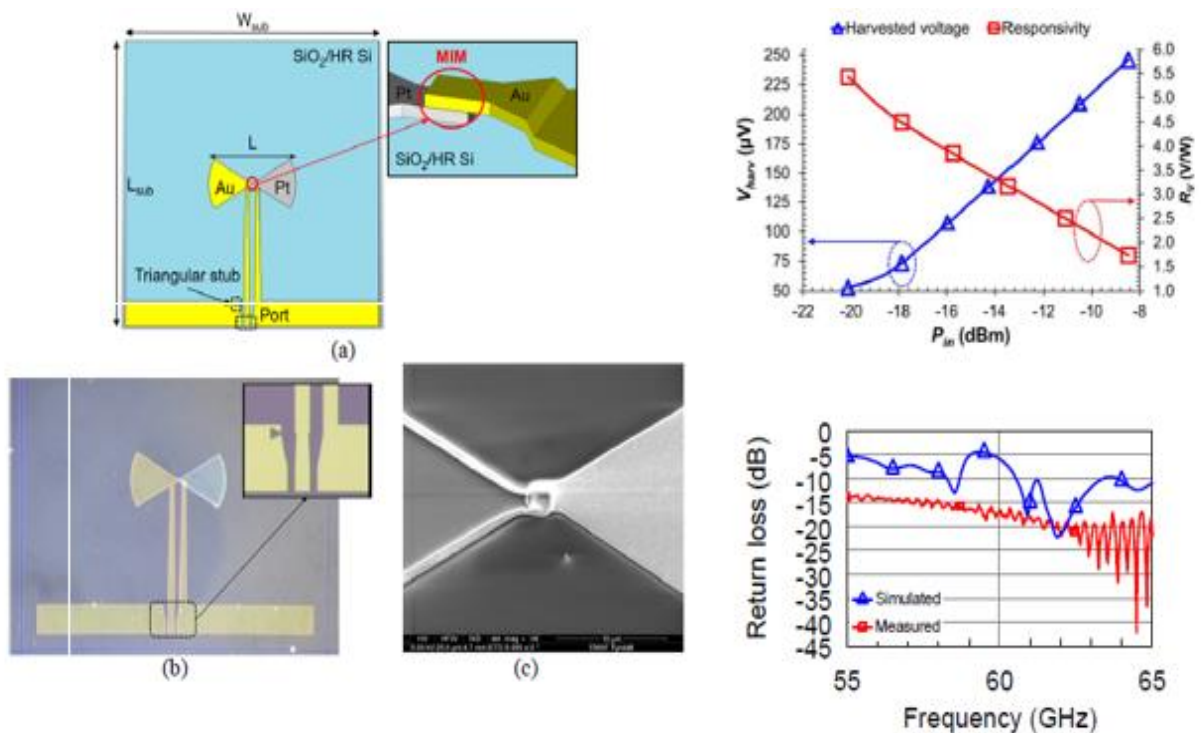 W_sub
SiO₂/HR Si
MIM
Pt
Au
SiO₂/HR Si
L
L_sub
Au
Pt
Triangular stub
Port
(a)
(b)
(c)
Harvested voltage
Responsivity
V_harv (µV)
250
225
200
175
150
125
100
75
50
6.0
5.5
5.0
4.5
4.0
3.5
3.0
2.5
2.0
1.5
1.0
R_v (V/W)
-22 -20 -18 -16 -14 -12 -10 -8
P_in (dBm)
Return loss (dB)
0
-5
-10
-15
-20
-25
-30
-35
-40
-45
Simulated
Measured
55 60 65
Frequency (GHz)